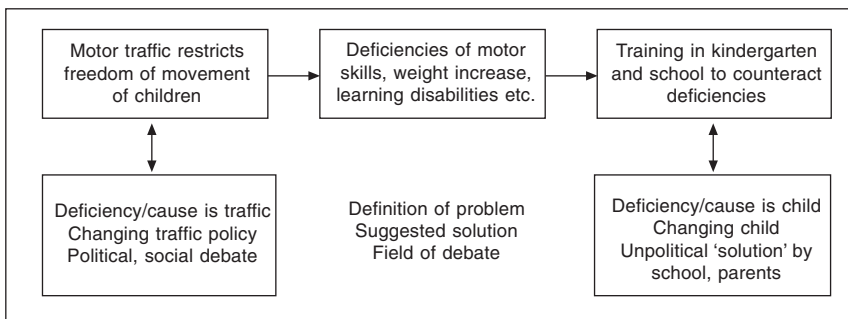 Motor traffic restricts
freedom of movement
of children
Deficiencies of motor
skills, weight increase,
learning disabilities etc.
Training in kindergarten
and school to counteract
deficiencies
Deficiency/cause is traffic
Changing traffic policy
Political, social debate
Definition of problem
Suggested solution
Field of debate
Deficiency/cause is child
Changing child
Unpolitical ‘solution’ by
school, parents